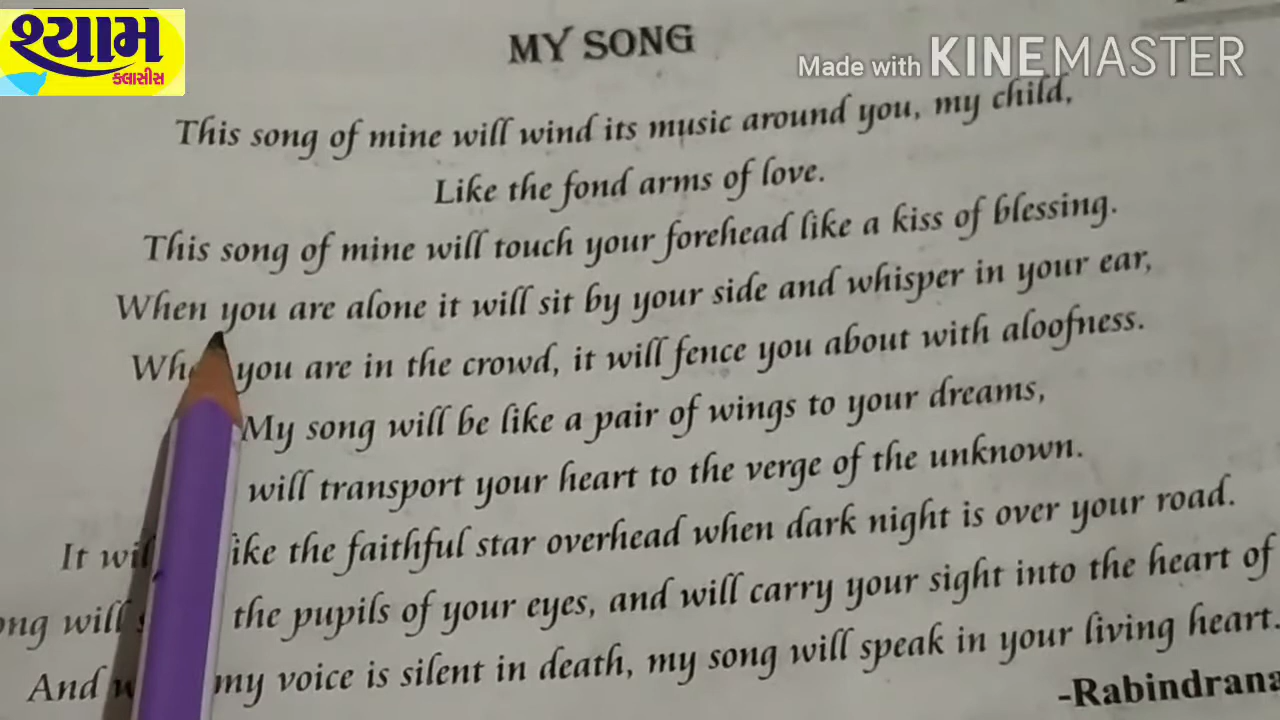 શ્યામ
ક્લાસીસ
Made with KINEMASTER
MY SONG
This song of mine will wind its music around you, my child,
Like the fond arms of love.
This song of mine will touch your forehead like a kiss of blessing.
When you are alone it will sit by your side and whisper in your ear,
you are in the crowd, it will fence you about with aloofness.
My song will be like a pair of wings to your dreams,
will transport your heart to the verge of the unknown.
It the faithful star overhead when dark night is over your road.
will the pupils of your eyes, and will carry your sight into the heart of
And my voice is silent in death, my song will speak in your living heart.